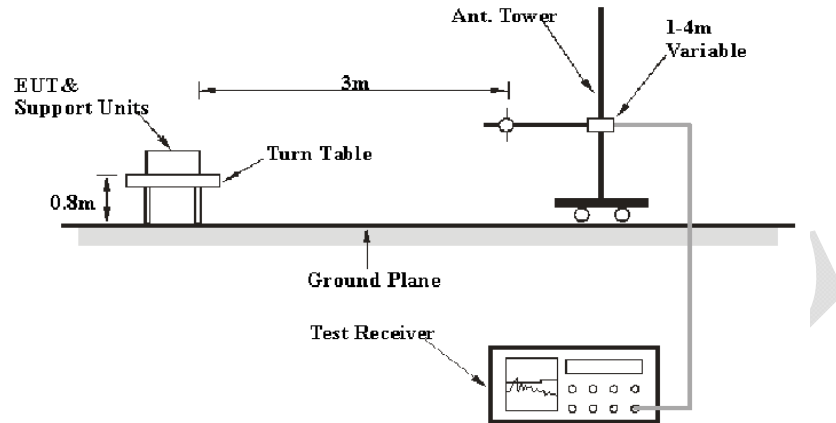 Ant. Tower
1-4m
Variable
EUT&
Support Units
3m
Turn Table
0.8m
Ground Plane
Test Receiver